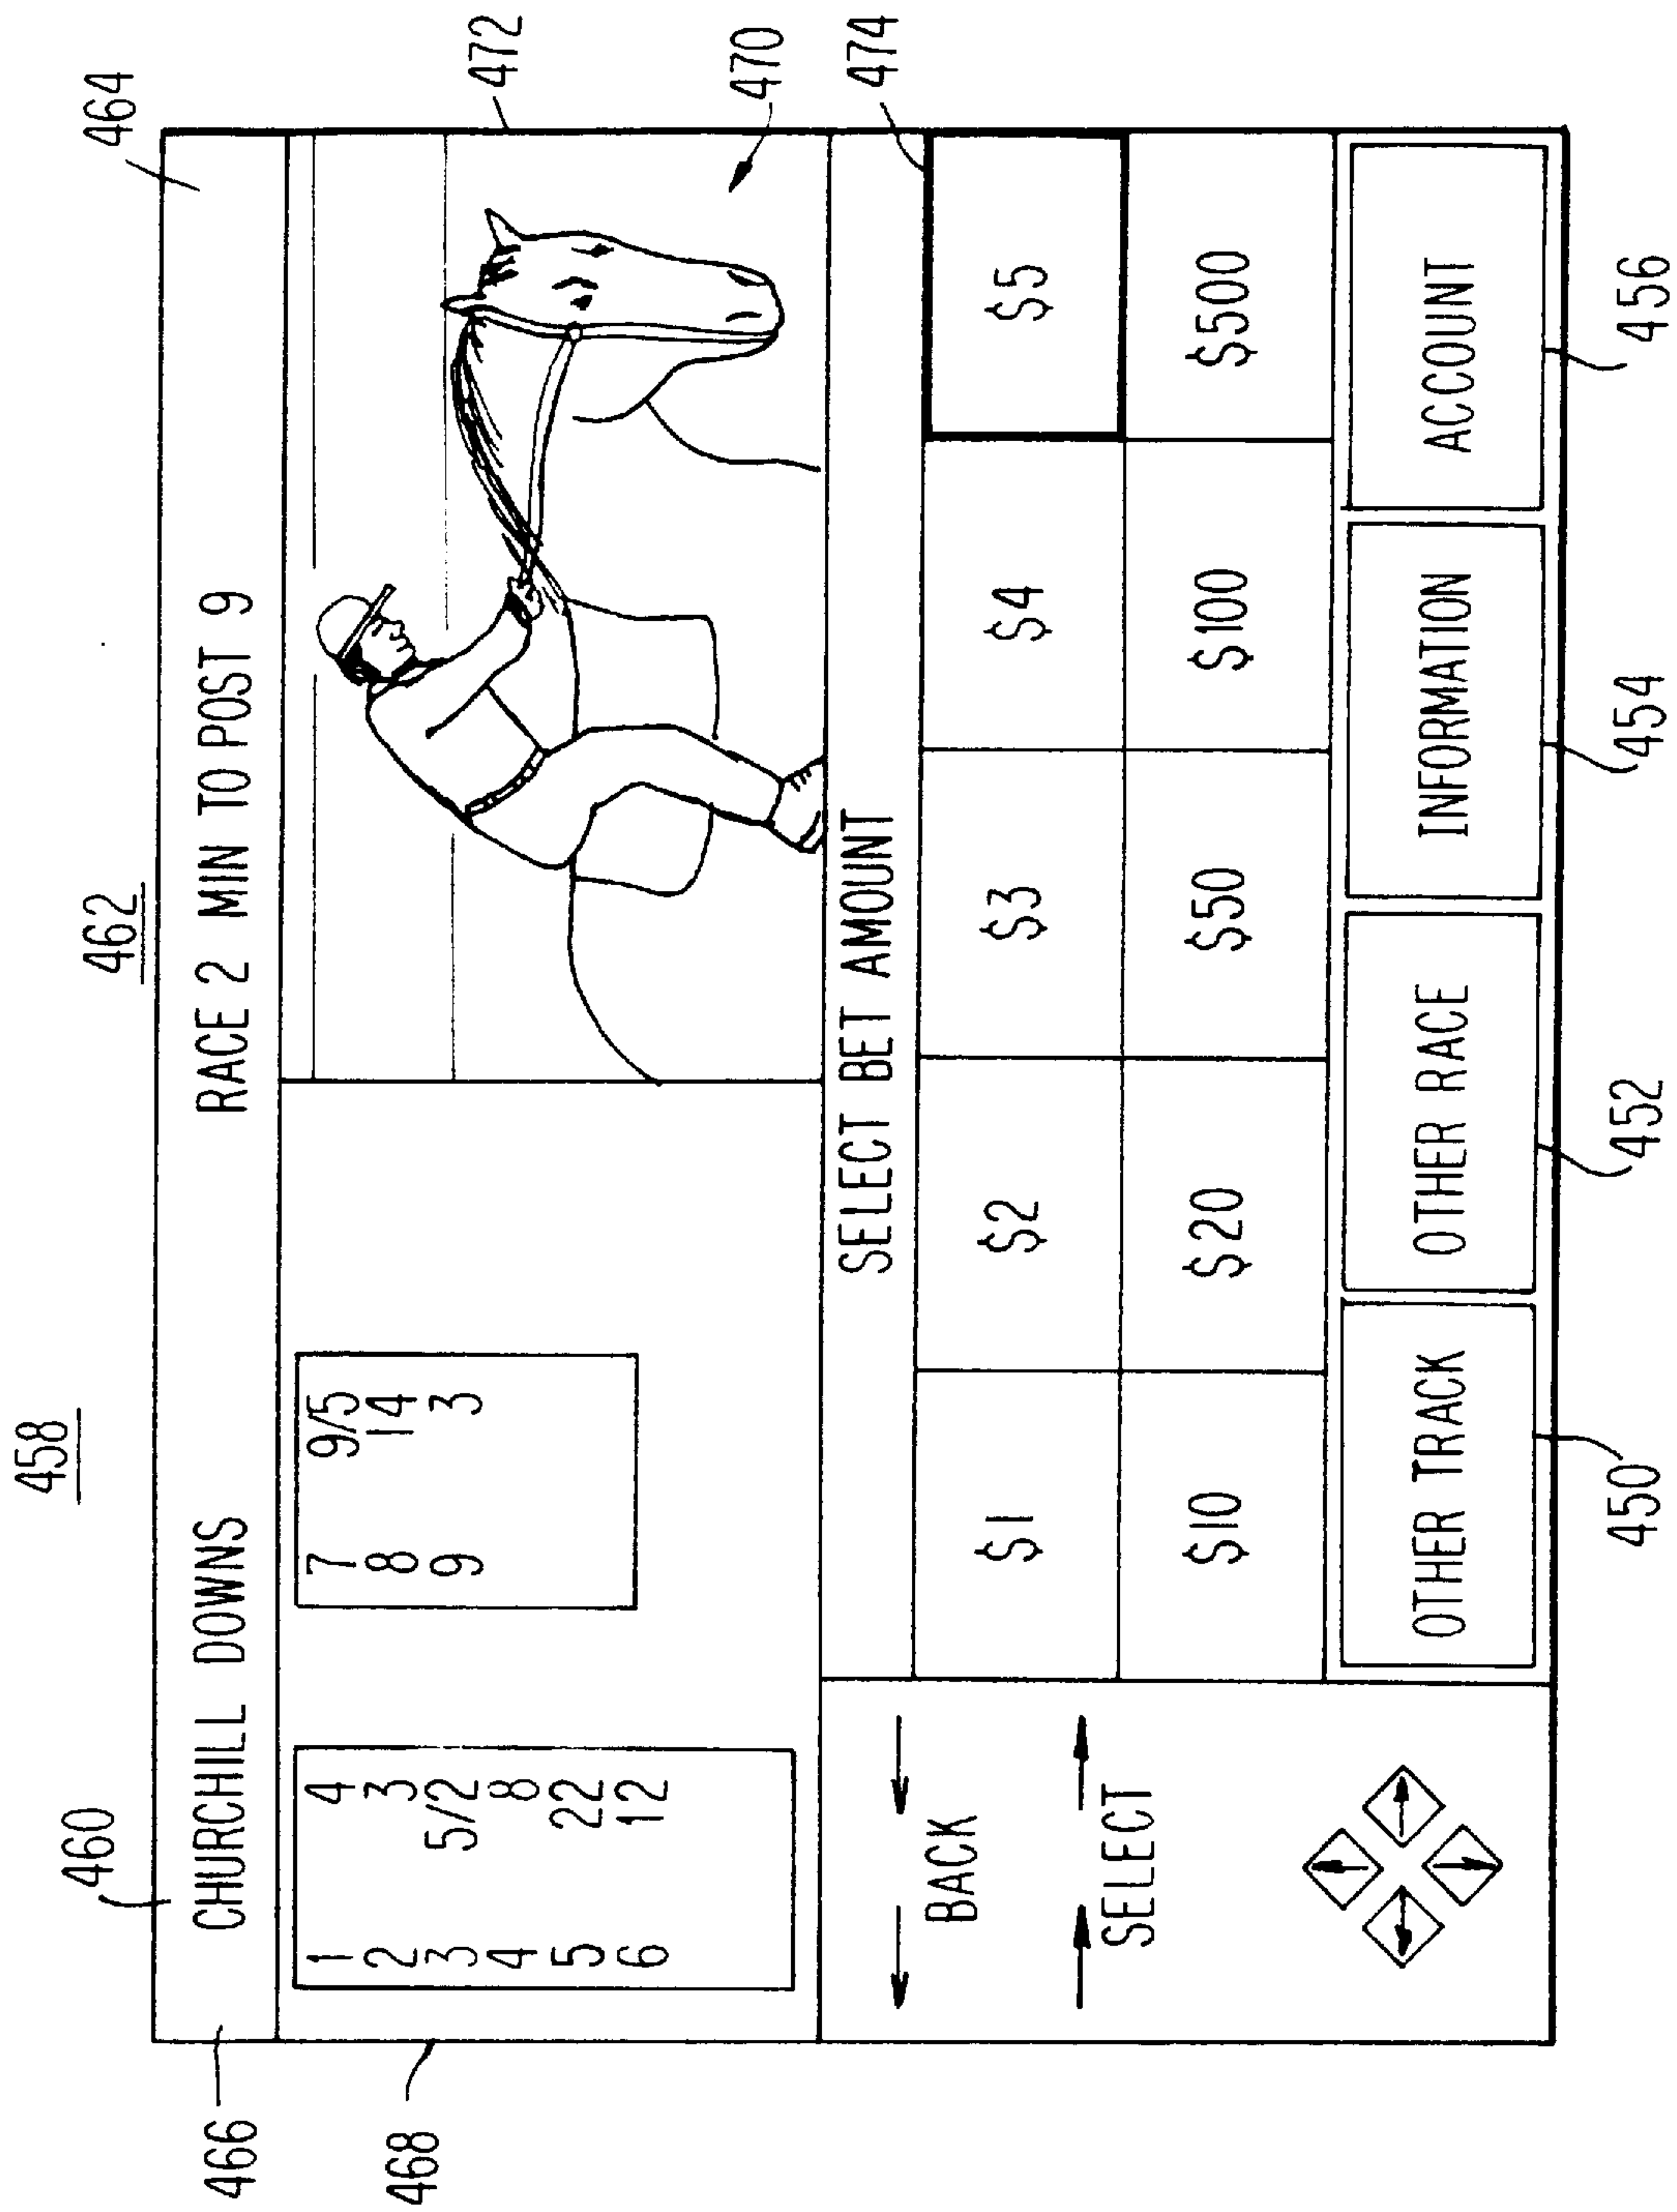 458
462
460
464
466
CHURCHILL DOWNS RACE 2 MIN TO POST 9
468
472
1 4 7 9/5
2 3 8 14
3 5/2 9 3
4 8
5 22
6 12
470
474
SELECT BET AMOUNT
BACK
SELECT
$1 $2 $3 $4 $5
$10 $20 $50 $100 $500
OTHER TRACK OTHER RACE INFORMATION ACCOUNT
450 452 454 456